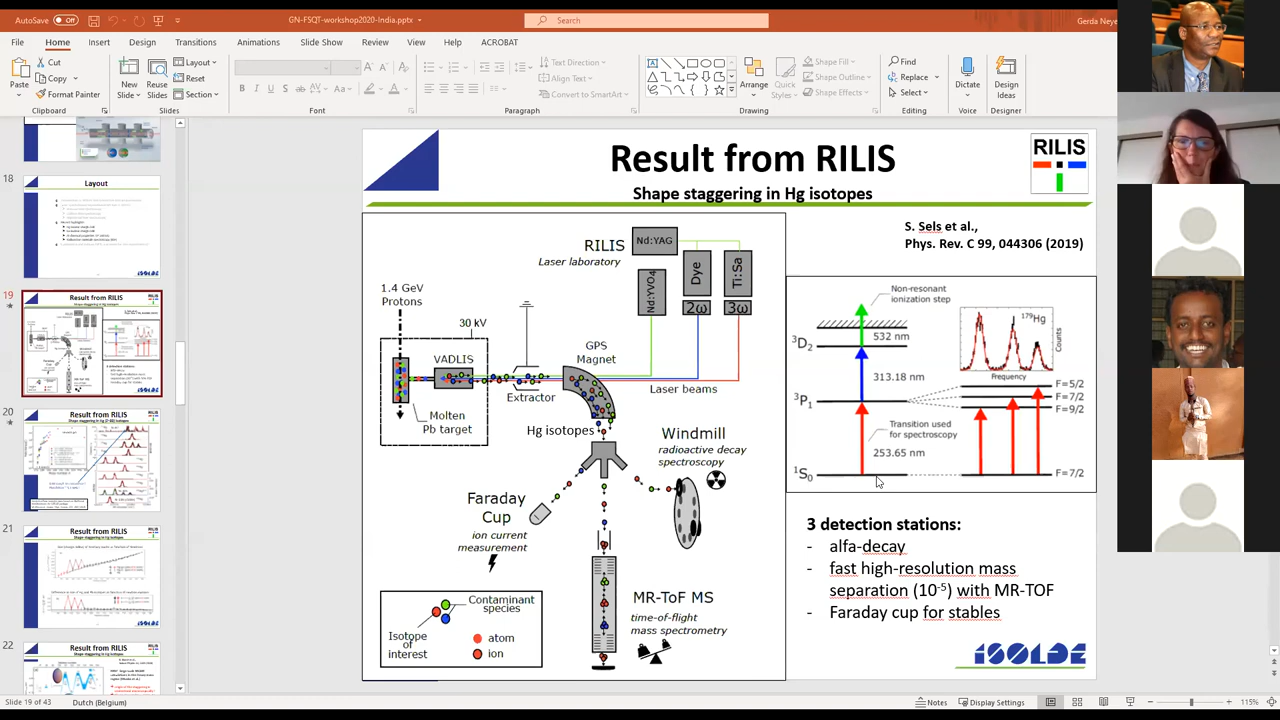 AutoSave Off
GN-FSQT-workshop2020-India.pptx
Search
Gerda Neye
File Home Insert Design Transitions Animations Slide Show Review View Help ACROBAT
Paste
Cut
Copy
Format Painter
Clipboard
New Slide
Reuse Slides
Layout
Reset
Section
Slides
Font
Text Direction
Align Text
Convert to SmartArt
Paragraph
Arrange
Quick Styles
Shape Fill
Shape Outline
Shape Effects
Drawing
Find
Replace
Select
Editing
Dictate
Voice
Design Ideas
Designer
18
Layout
19
Result from RILIS
20
Result from RILIS
21
Result from RILIS
22
Result from RILIS
Result from RILIS
Shape staggering in Hg isotopes
RILIS
S. Sels et al.,
Phys. Rev. C 99, 044306 (2019)
RILIS
Laser laboratory
Nd:YAG
Nd:YVO4
Dye
Ti:Sa
2ω
3ω
1.4 GeV
Protons
30 kV
VADLIS
Extractor
GPS
Magnet
Laser beams
Molten
Pb target
Hg isotopes
Windmill
radioactive decay
spectroscopy
Faraday
Cup
ion current
measurement
MR-ToF MS
time-of-flight
mass spectrometry
Contaminant
species
Isotope
of
interest
atom
ion
Non-resonant
ionization step
532 nm
³D₂
313.18 nm
³P₁
Transition used
for spectroscopy
253.65 nm
¹S₀
¹⁷⁹Hg
Counts
Frequency
F=5/2
F=7/2
F=9/2
F=7/2
3 detection stations:
- alfa-decay
- fast high-resolution mass
separation (10⁻⁵) with MR-TOF
- Faraday cup for stables
ISOLDE
Slide 19 of 43
Dutch (Belgium)
Notes
Display Settings
115%